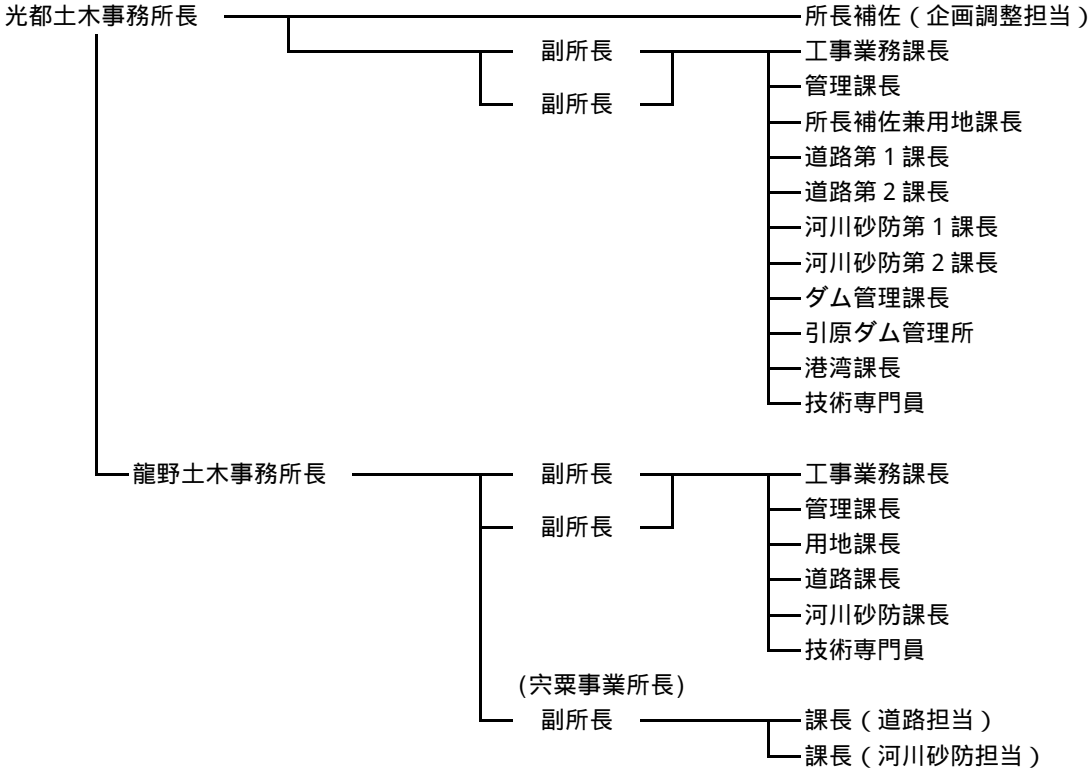 光都土木事務所長 所長補佐（企画調整担当）
副所長 工事業務課長
管理課長
副所長
所長補佐兼用地課長
道路第１課長
道路第２課長
河川砂防第１課長
河川砂防第２課長
ダム管理課長
引原ダム管理所
港湾課長
技術専門員
龍野土木事務所長 副所長 工事業務課長
管理課長
副所長
用地課長
道路課長
河川砂防課長
技術専門員
(宍粟事業所長)
副所長 課長（道路担当）
課長（河川砂防担当）